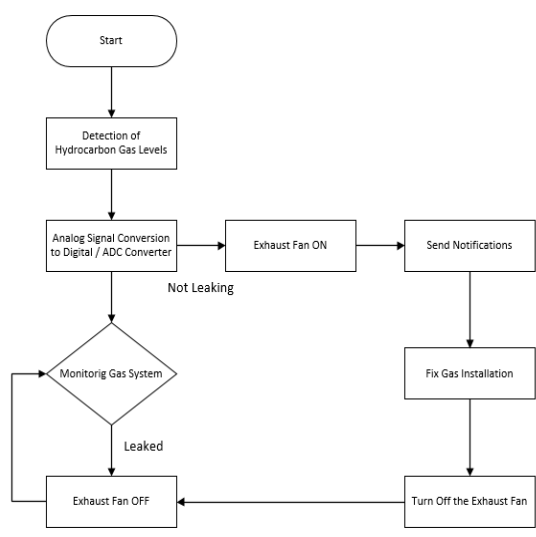 Start
Detection of
Hydrocarbon Gas Levels
Analog Signal Conversion
to Digital / ADC Converter
Exhaust Fan ON
Send Notifications
Not Leaking
Monitorig Gas System
Fix Gas Installation
Leaked
Exhaust Fan OFF
Turn Off the Exhaust Fan